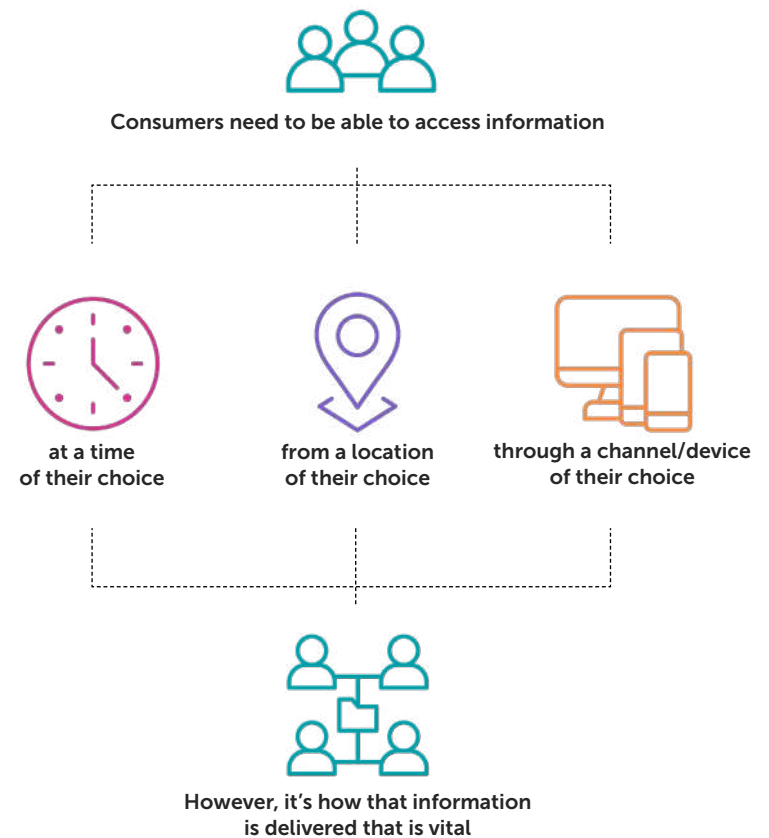 Consumers need to be able to access information
at a time
of their choice
from a location
of their choice
through a channel/device
of their choice
However, it’s how that information
is delivered that is vital